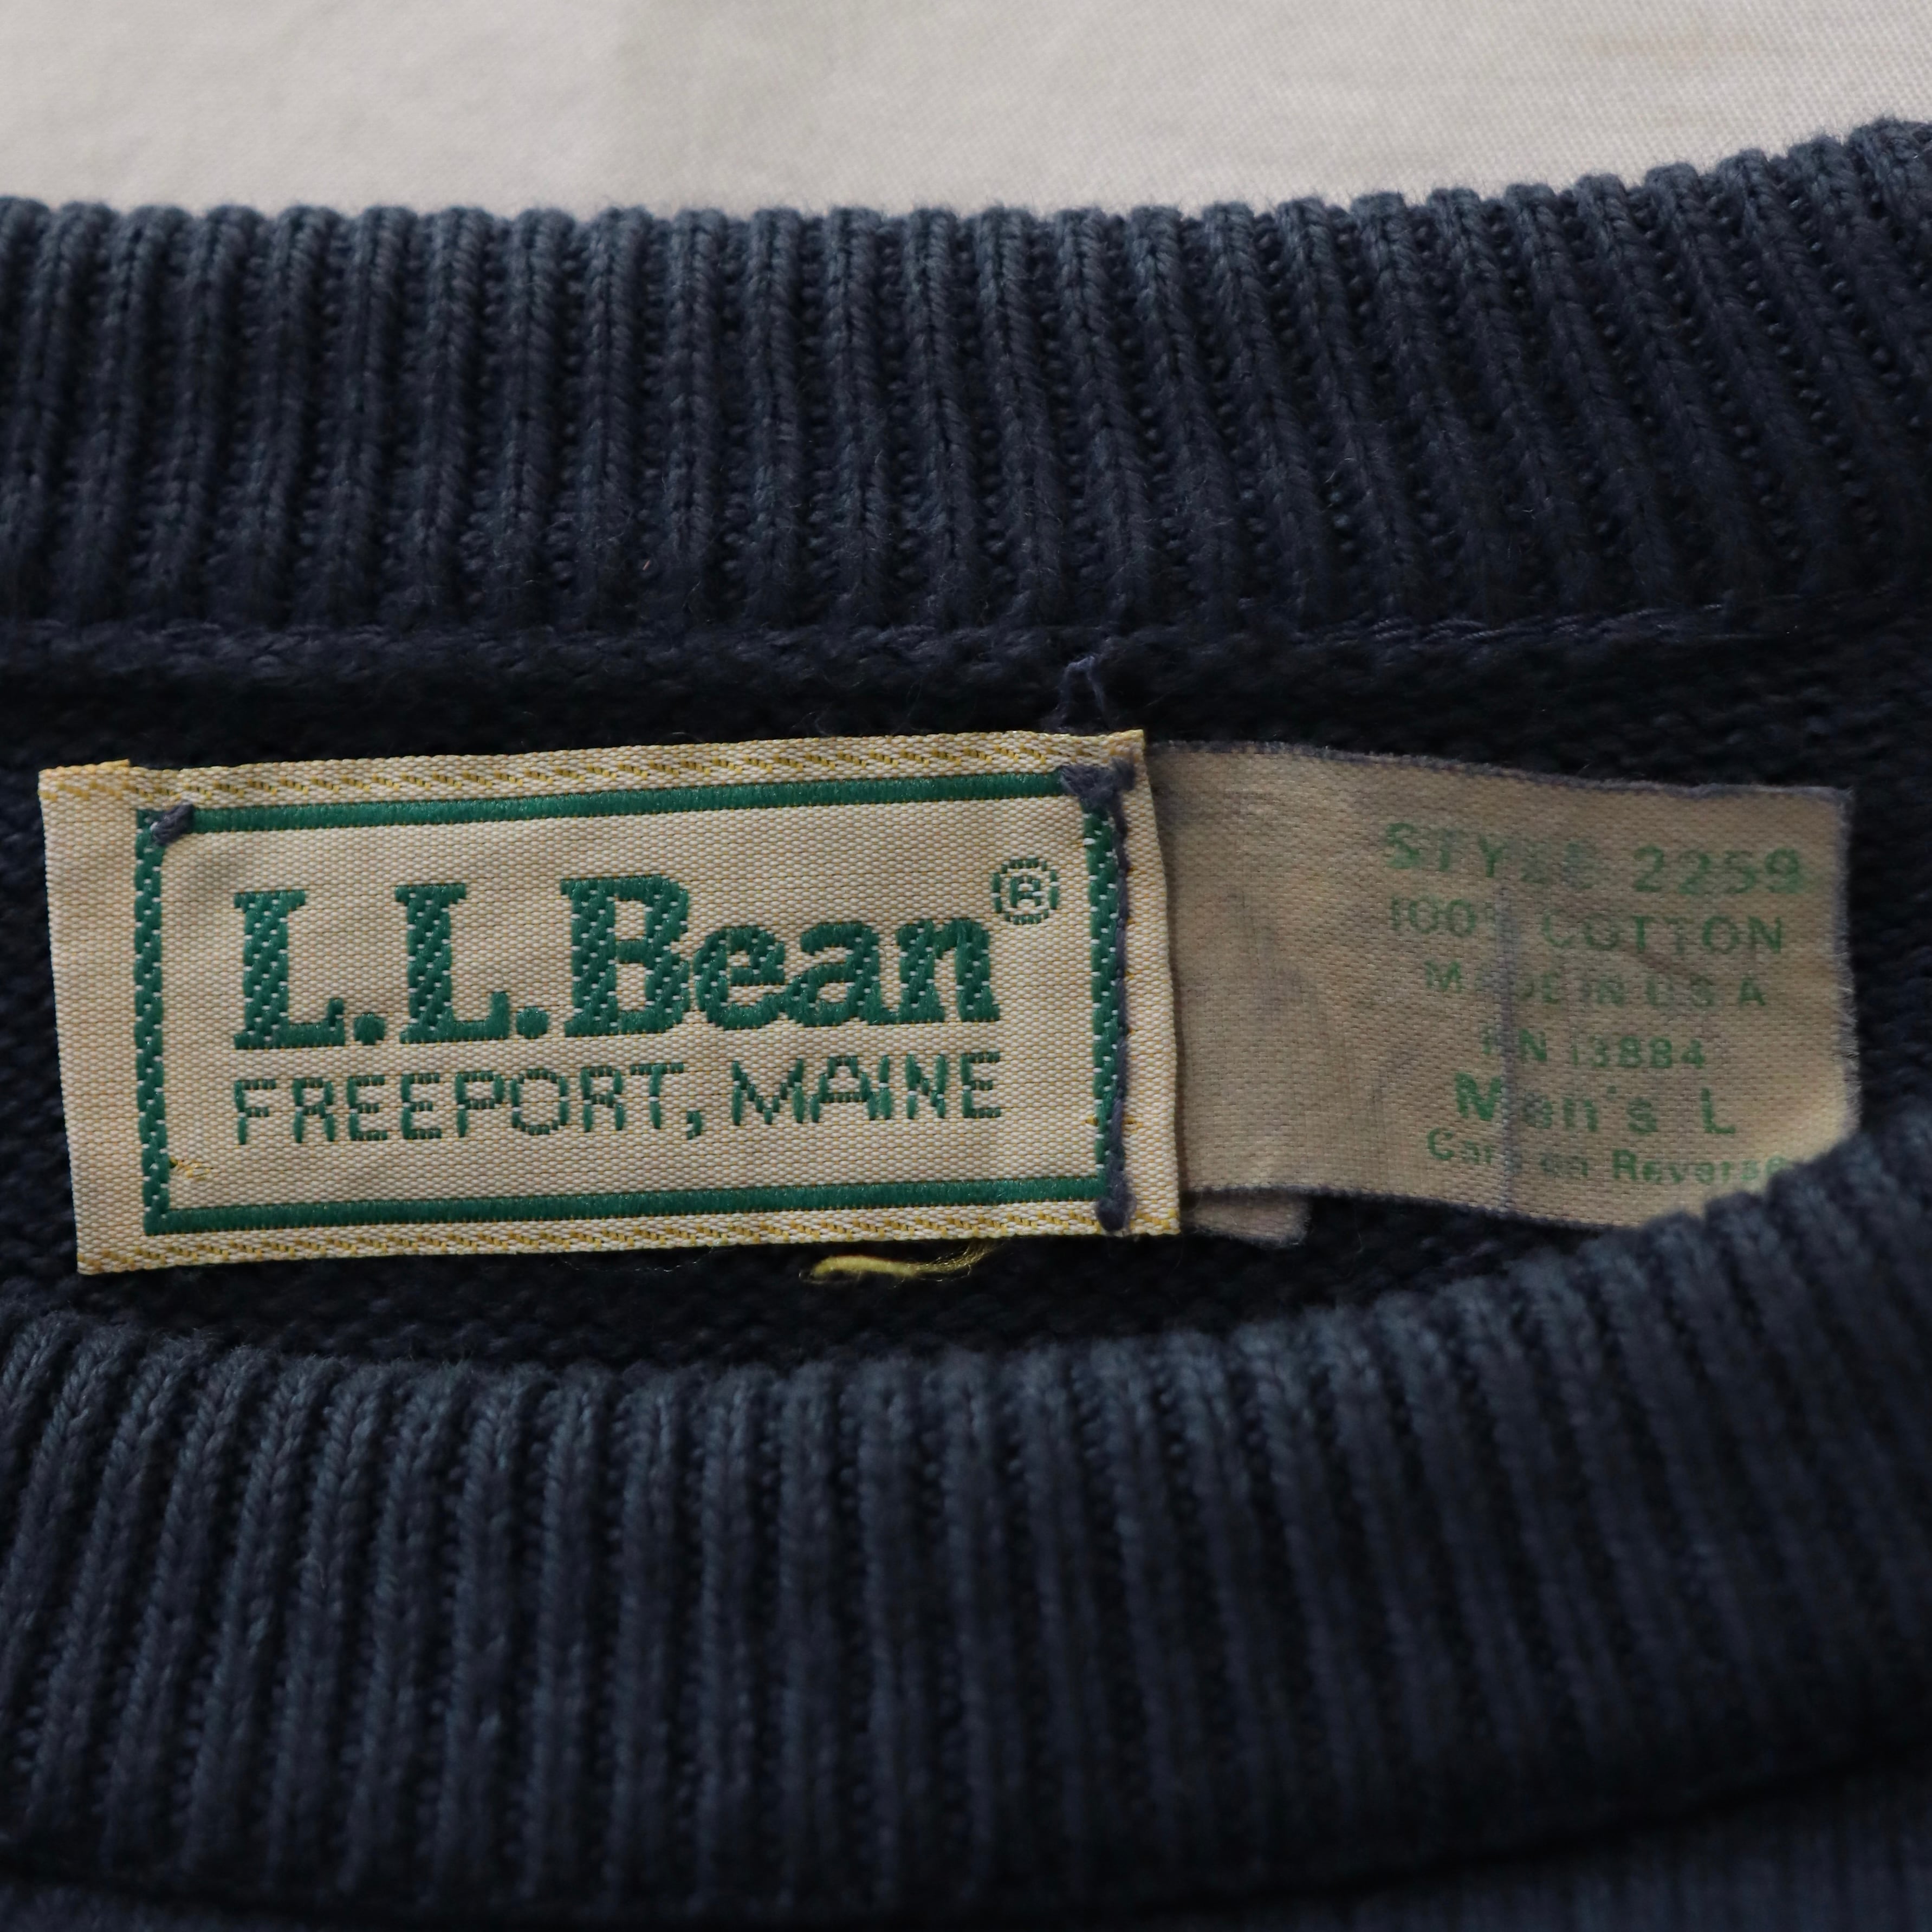 L.L.Bean®
FREEPORT, MAINE
STYLE 2259
100% COTTON
MADE IN U.S.A
RN 13884
Men's L
Care on Reverse